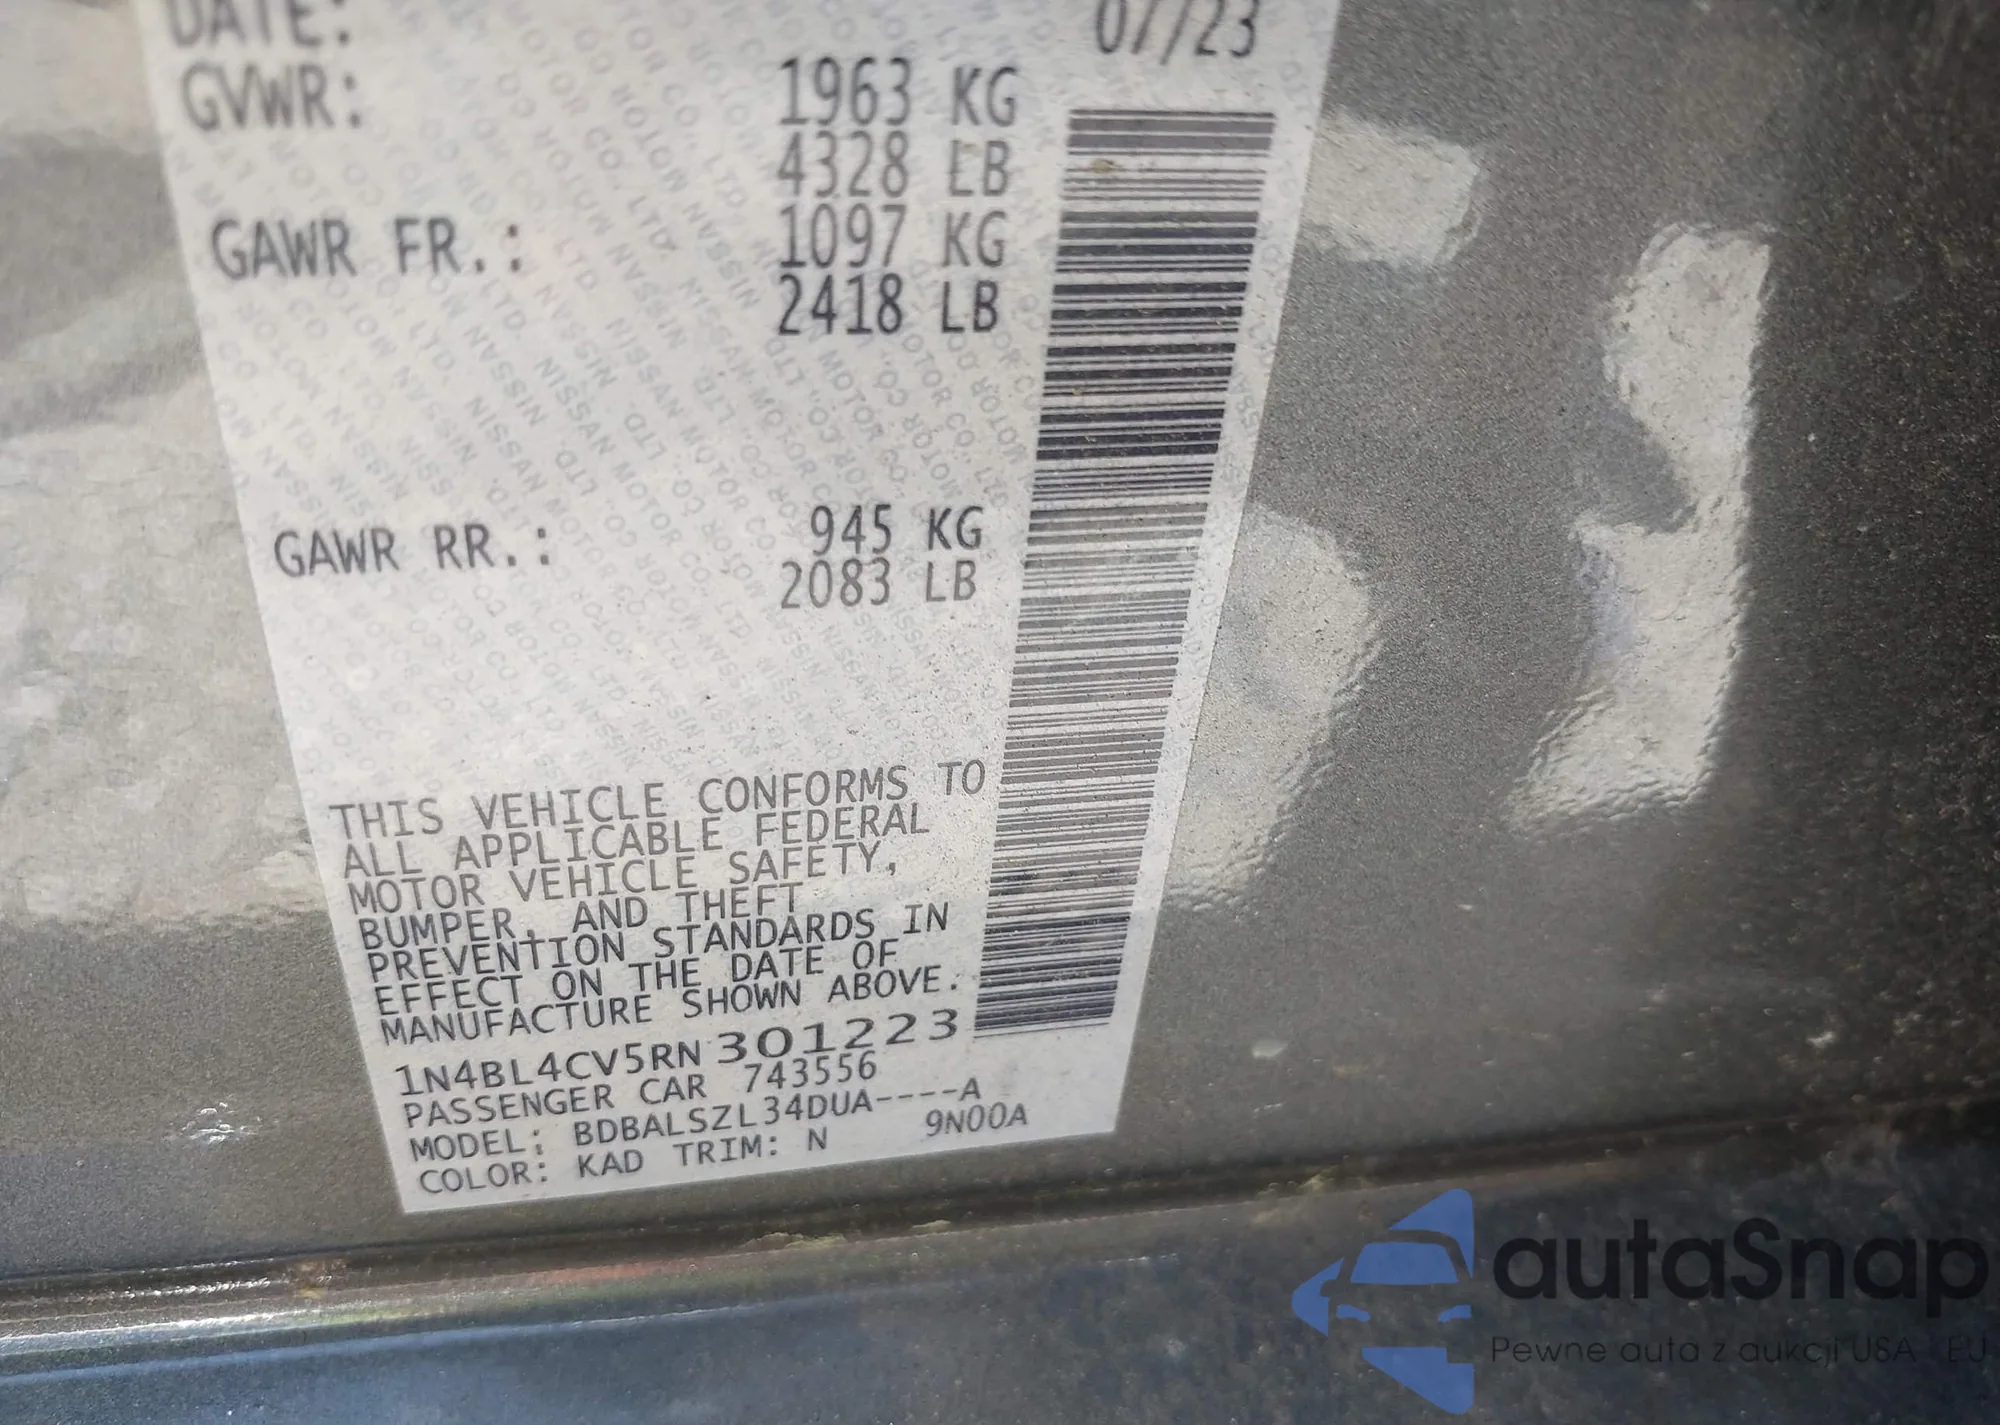 DATE: 07/23
GVWR: 1963 KG
4328 LB
GAWR FR.: 1097 KG
2418 LB
GAWR RR.: 945 KG
2083 LB
THIS VEHICLE CONFORMS TO
ALL APPLICABLE FEDERAL
MOTOR VEHICLE SAFETY,
BUMPER, AND THEFT
PREVENTION STANDARDS IN
EFFECT ON THE DATE OF
MANUFACTURE SHOWN ABOVE.
1N4BL4CV5RN301223
PASSENGER CAR 743556
MODEL: BDBALSZL34DUA----A
COLOR: KAD TRIM: N 9N00A
autaSnap
Pewne auta z aukcji USA i EU